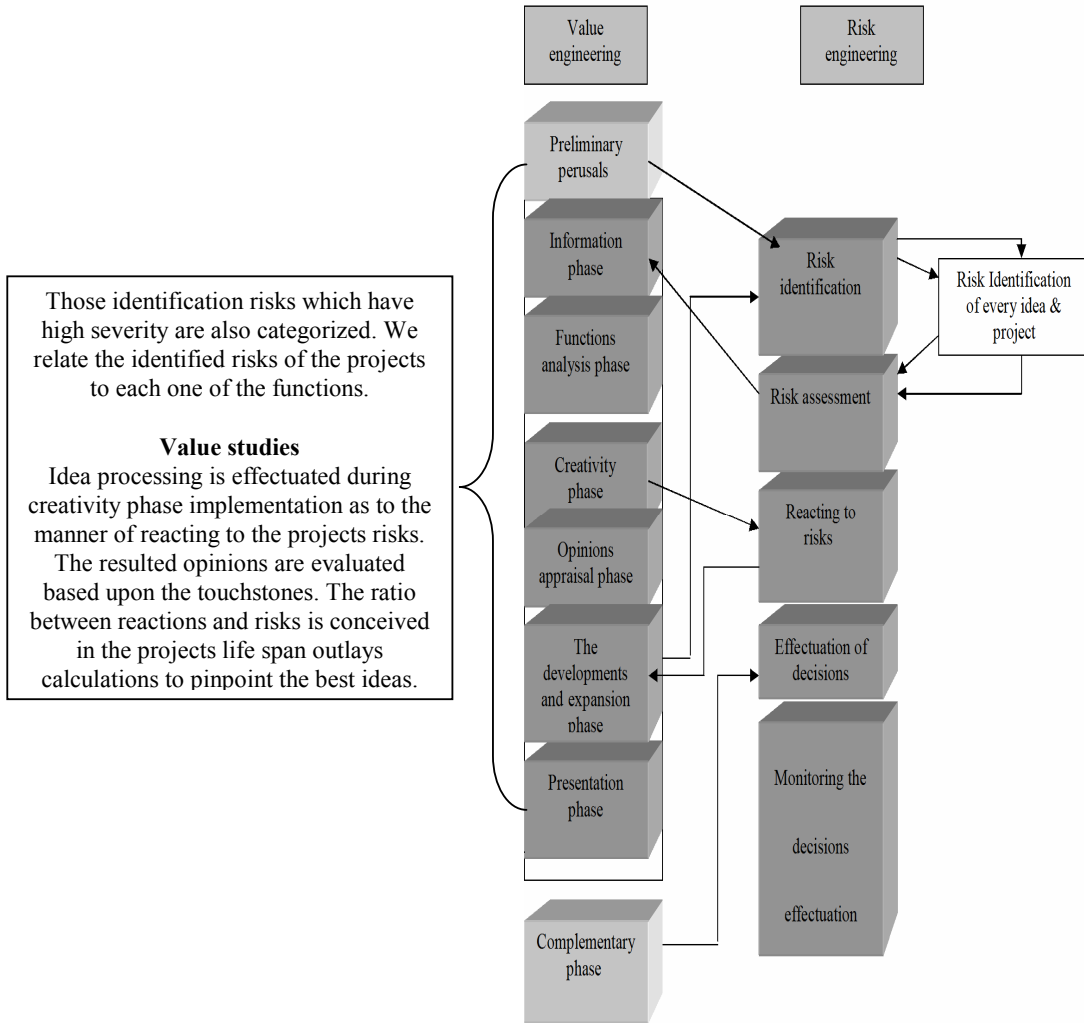 Value
engineering
Risk
engineering
Preliminary
perusals
Information
phase
Functions
analysis phase
Creativity
phase
Opinions
appraisal phase
The
developments
and expansion
phase
Presentation
phase
Complementary
phase
Risk
identification
Risk assessment
Reacting to
risks
Effectuation of
decisions
Monitoring the
decisions
effectuation
Risk Identification
of every idea &
project
Those identification risks which have
high severity are also categorized. We
relate the identified risks of the projects
to each one of the functions.
Value studies
Idea processing is effectuated during
creativity phase implementation as to the
manner of reacting to the projects risks.
The resulted opinions are evaluated
based upon the touchstones. The ratio
between reactions and risks is conceived
in the projects life span outlays
calculations to pinpoint the best ideas.